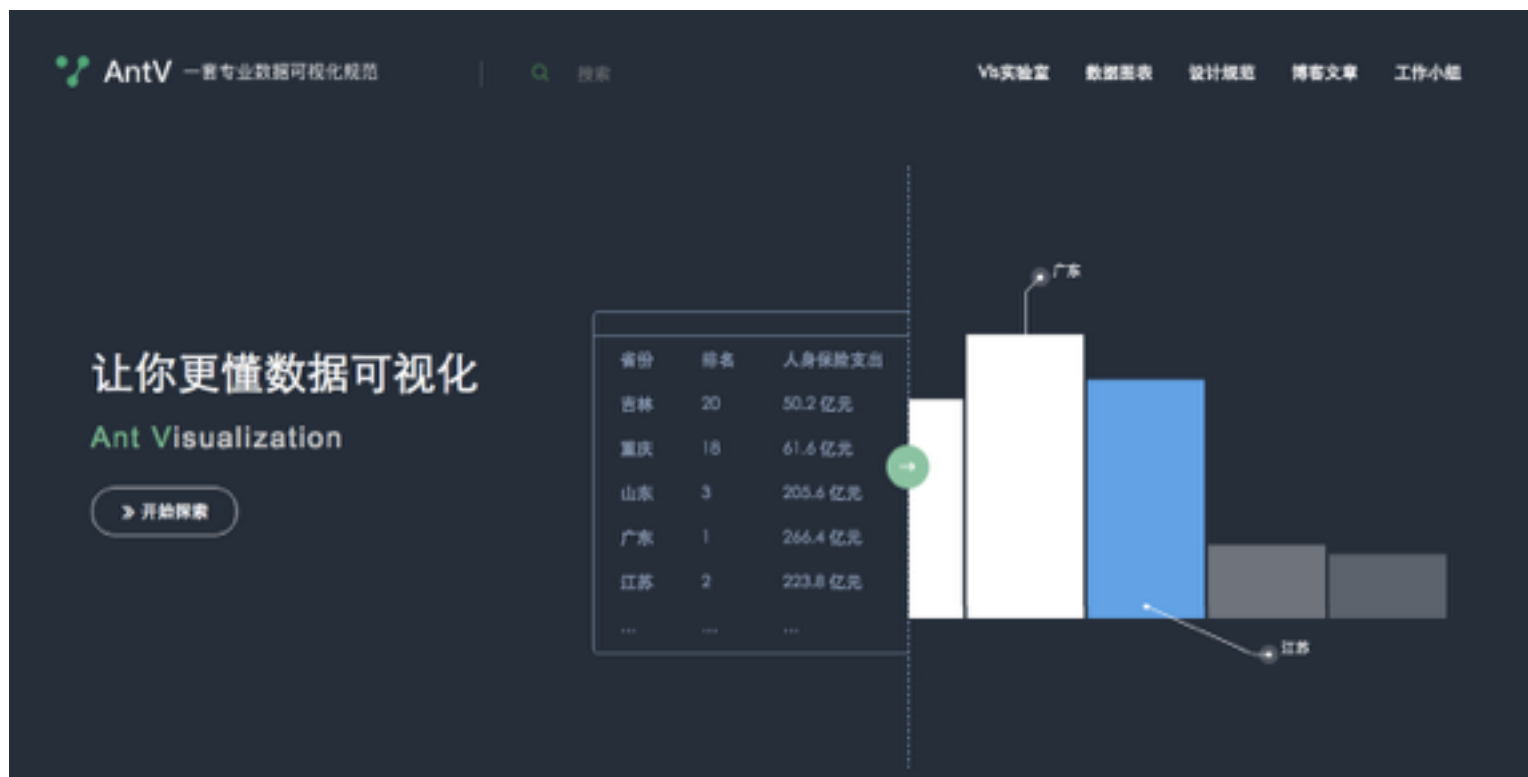 AntV 一套专业数据可视化规范
搜索
Vis实验室 数据图表 设计规范 博客文章 工作小组
让你更懂数据可视化
Ant Visualization
开始探索
省份 排名 人身保险支出
吉林 20 50.2 亿元
重庆 18 61.6 亿元
山东 3 205.6 亿元
广东 1 266.4 亿元
江苏 2 223.8 亿元
... ... ...
广东
江苏